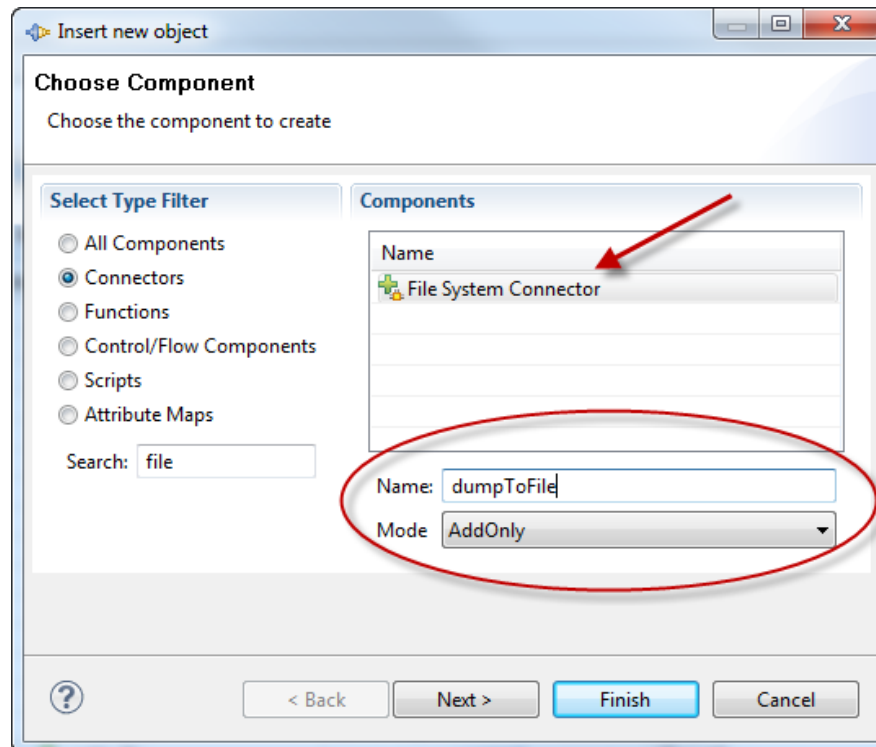 Insert new object
Choose Component
Choose the component to create
Select Type Filter
All Components
Connectors
Functions
Control/Flow Components
Scripts
Attribute Maps
Search: file
Components
Name
File System Connector
Name: dumpToFile
Mode AddOnly
?
< Back Next > Finish Cancel